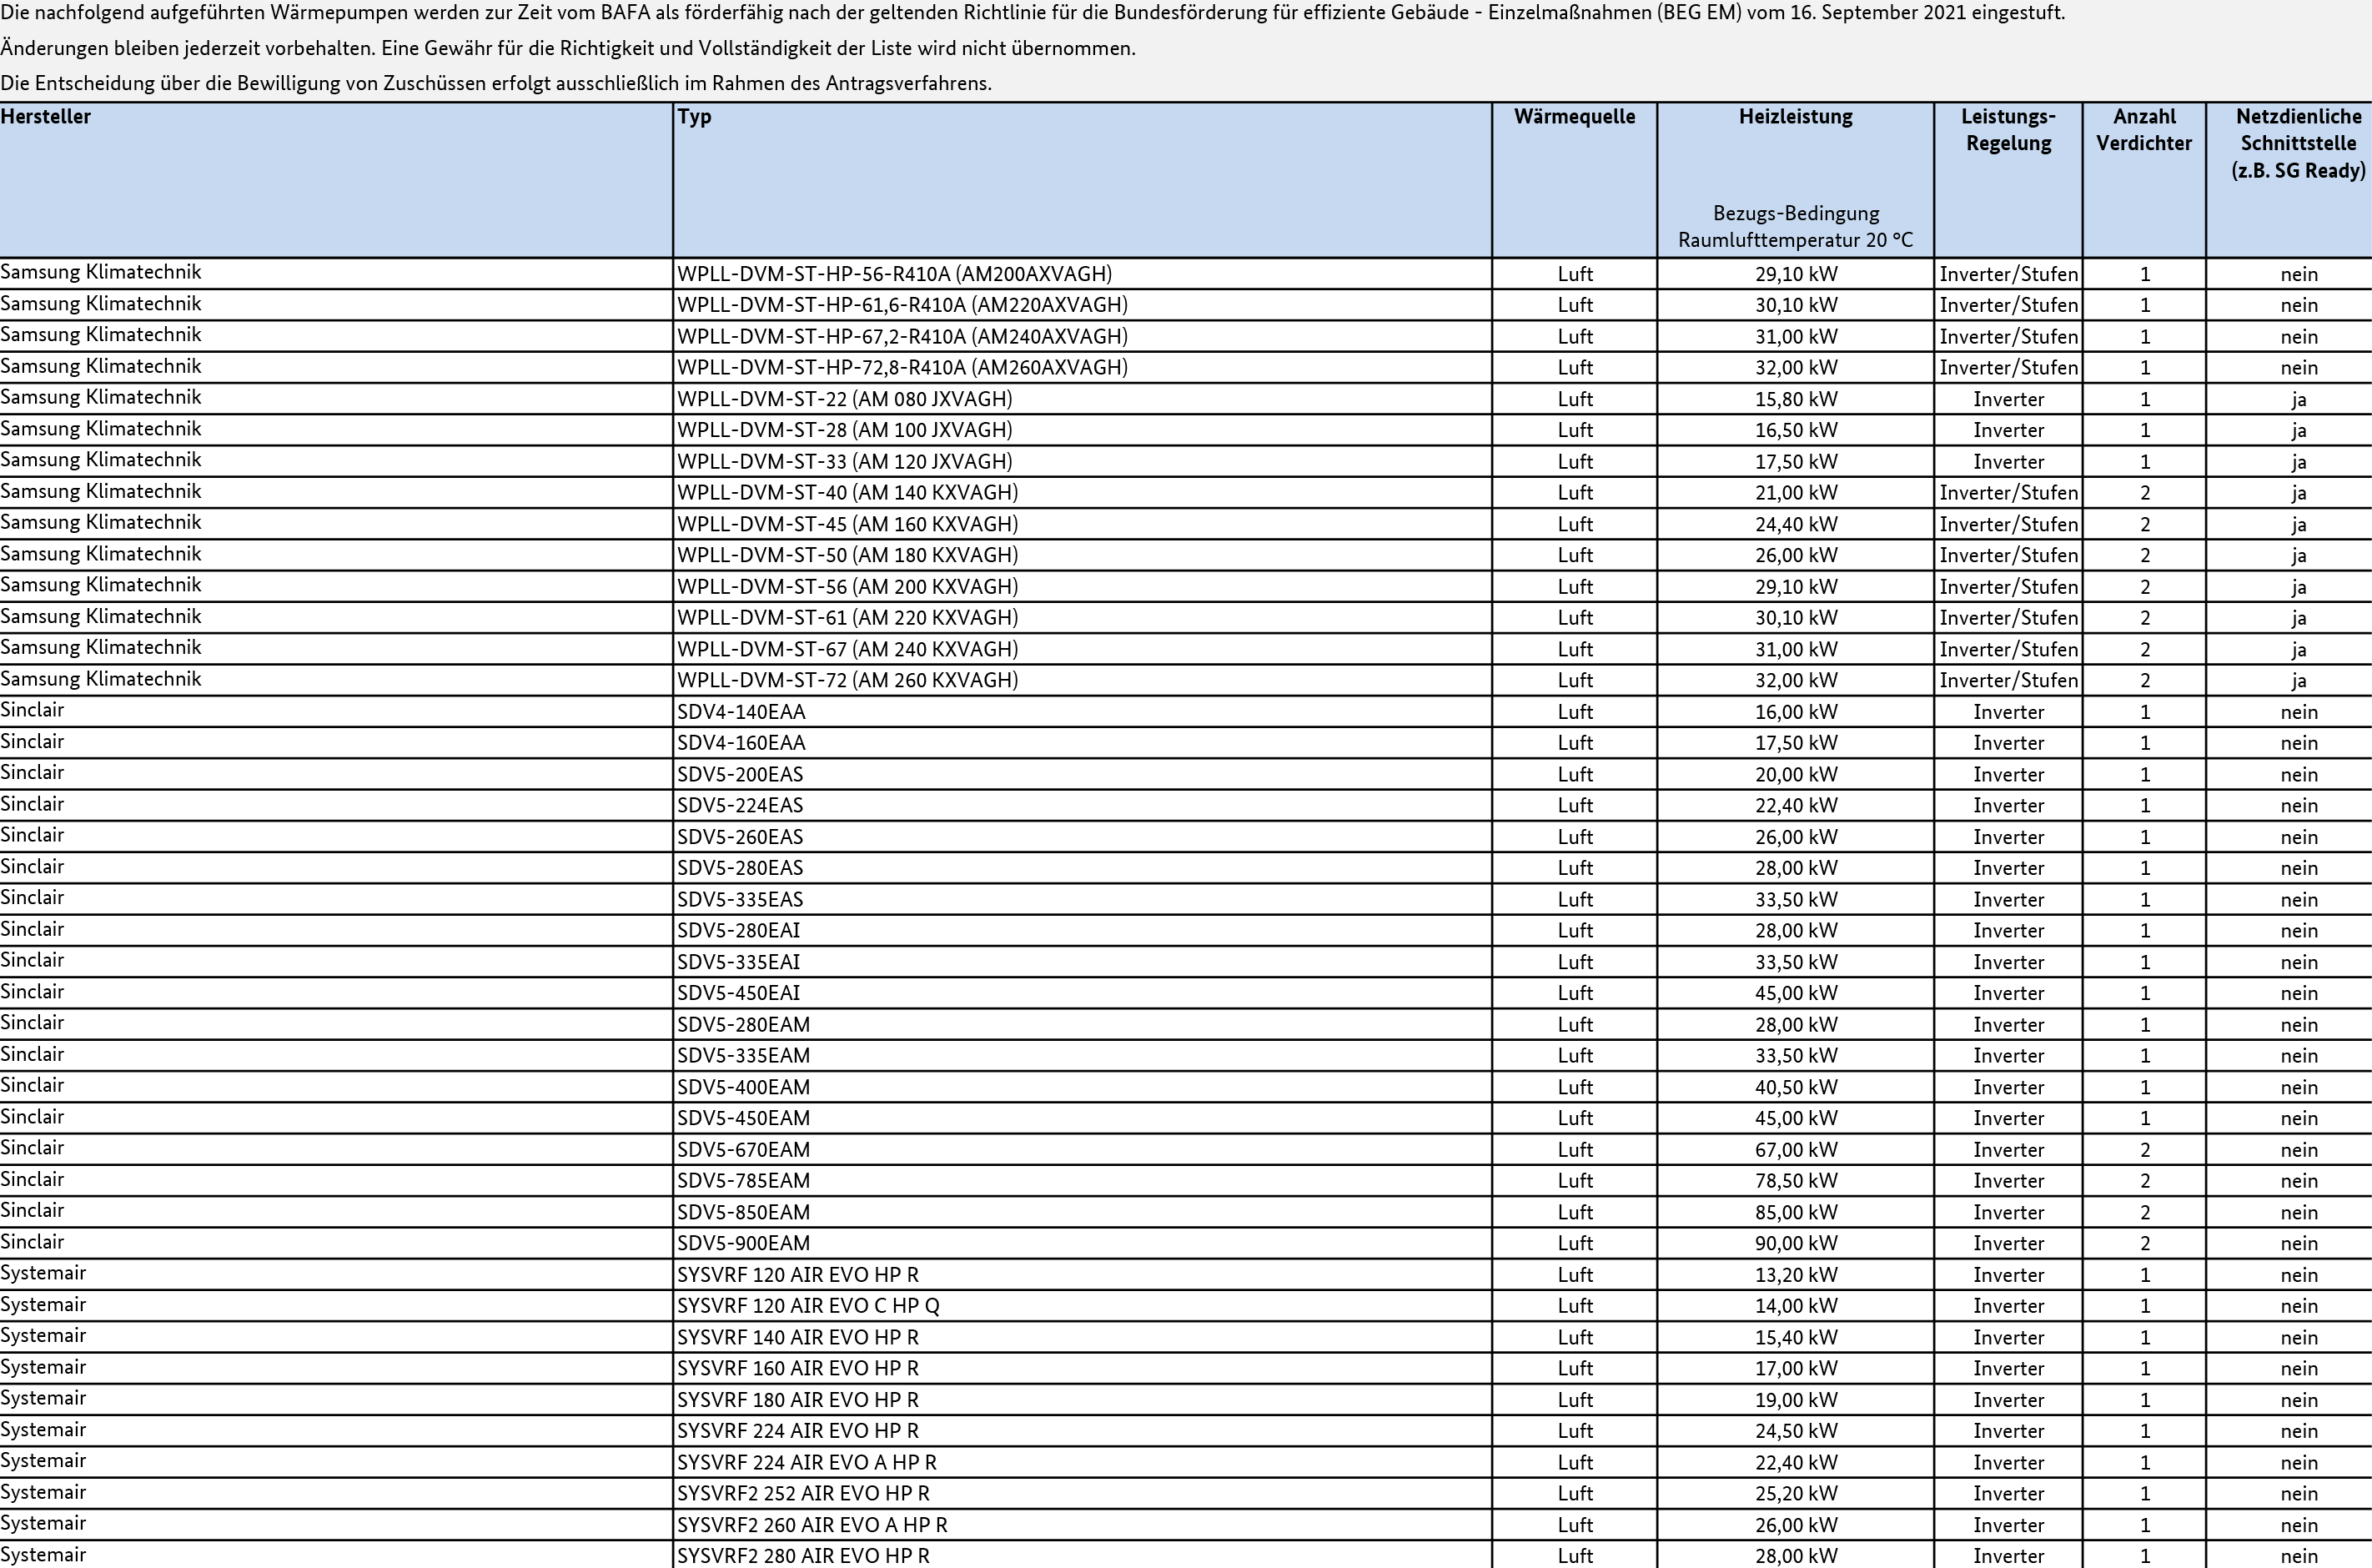 Die nachfolgend aufgeführten Wärmepumpen werden zur Zeit vom BAFA als förderfähig nach der geltenden Richtlinie für die Bundesförderung für effiziente Gebäude - Einzelmaßnahmen (BEG EM) vom 16. September 2021 eingestuft.
Änderungen bleiben jederzeit vorbehalten. Eine Gewähr für die Richtigkeit und Vollständigkeit der Liste wird nicht übernommen.
Die Entscheidung über die Bewilligung von Zuschüssen erfolgt ausschließlich im Rahmen des Antragsverfahrens.
Hersteller Typ Wärmequelle Heizleistung Leistungs- Anzahl Netzdienliche
Regelung Verdichter Schnittstelle
(z.B. SG Ready)
Bezugs-Bedingung
Raumlufttemperatur 20 °C
Samsung Klimatechnik WPLL-DVM-ST-HP-56-R410A (AM200AXVAGH) Luft 29,10 kW Inverter/Stufen 1 nein
Samsung Klimatechnik WPLL-DVM-ST-HP-61,6-R410A (AM220AXVAGH) Luft 30,10 kW Inverter/Stufen 1 nein
Samsung Klimatechnik WPLL-DVM-ST-HP-67,2-R410A (AM240AXVAGH) Luft 31,00 kW Inverter/Stufen 1 nein
Samsung Klimatechnik WPLL-DVM-ST-HP-72,8-R410A (AM260AXVAGH) Luft 32,00 kW Inverter/Stufen 1 nein
Samsung Klimatechnik WPLL-DVM-ST-22 (AM 080 JXVAGH) Luft 15,80 kW Inverter 1 ja
Samsung Klimatechnik WPLL-DVM-ST-28 (AM 100 JXVAGH) Luft 16,50 kW Inverter 1 ja
Samsung Klimatechnik WPLL-DVM-ST-33 (AM 120 JXVAGH) Luft 17,50 kW Inverter 1 ja
Samsung Klimatechnik WPLL-DVM-ST-40 (AM 140 KXVAGH) Luft 21,00 kW Inverter/Stufen 2 ja
Samsung Klimatechnik WPLL-DVM-ST-45 (AM 160 KXVAGH) Luft 24,40 kW Inverter/Stufen 2 ja
Samsung Klimatechnik WPLL-DVM-ST-50 (AM 180 KXVAGH) Luft 26,00 kW Inverter/Stufen 2 ja
Samsung Klimatechnik WPLL-DVM-ST-56 (AM 200 KXVAGH) Luft 29,10 kW Inverter/Stufen 2 ja
Samsung Klimatechnik WPLL-DVM-ST-61 (AM 220 KXVAGH) Luft 30,10 kW Inverter/Stufen 2 ja
Samsung Klimatechnik WPLL-DVM-ST-67 (AM 240 KXVAGH) Luft 31,00 kW Inverter/Stufen 2 ja
Samsung Klimatechnik WPLL-DVM-ST-72 (AM 260 KXVAGH) Luft 32,00 kW Inverter/Stufen 2 ja
Sinclair SDV4-140EAA Luft 16,00 kW Inverter 1 nein
Sinclair SDV4-160EAA Luft 17,50 kW Inverter 1 nein
Sinclair SDV5-200EAS Luft 20,00 kW Inverter 1 nein
Sinclair SDV5-224EAS Luft 22,40 kW Inverter 1 nein
Sinclair SDV5-260EAS Luft 26,00 kW Inverter 1 nein
Sinclair SDV5-280EAS Luft 28,00 kW Inverter 1 nein
Sinclair SDV5-335EAS Luft 33,50 kW Inverter 1 nein
Sinclair SDV5-280EAI Luft 28,00 kW Inverter 1 nein
Sinclair SDV5-335EAI Luft 33,50 kW Inverter 1 nein
Sinclair SDV5-450EAI Luft 45,00 kW Inverter 1 nein
Sinclair SDV5-280EAM Luft 28,00 kW Inverter 1 nein
Sinclair SDV5-335EAM Luft 33,50 kW Inverter 1 nein
Sinclair SDV5-400EAM Luft 40,50 kW Inverter 1 nein
Sinclair SDV5-450EAM Luft 45,00 kW Inverter 1 nein
Sinclair SDV5-670EAM Luft 67,00 kW Inverter 2 nein
Sinclair SDV5-785EAM Luft 78,50 kW Inverter 2 nein
Sinclair SDV5-850EAM Luft 85,00 kW Inverter 2 nein
Sinclair SDV5-900EAM Luft 90,00 kW Inverter 2 nein
Systemair SYSVRF 120 AIR EVO HP R Luft 13,20 kW Inverter 1 nein
Systemair SYSVRF 120 AIR EVO C HP Q Luft 14,00 kW Inverter 1 nein
Systemair SYSVRF 140 AIR EVO HP R Luft 15,40 kW Inverter 1 nein
Systemair SYSVRF 160 AIR EVO HP R Luft 17,00 kW Inverter 1 nein
Systemair SYSVRF 180 AIR EVO HP R Luft 19,00 kW Inverter 1 nein
Systemair SYSVRF 224 AIR EVO HP R Luft 24,50 kW Inverter 1 nein
Systemair SYSVRF 224 AIR EVO A HP R Luft 22,40 kW Inverter 1 nein
Systemair SYSVRF2 252 AIR EVO HP R Luft 25,20 kW Inverter 1 nein
Systemair SYSVRF2 260 AIR EVO A HP R Luft 26,00 kW Inverter 1 nein
Systemair SYSVRF2 280 AIR EVO HP R Luft 28,00 kW Inverter 1 nein